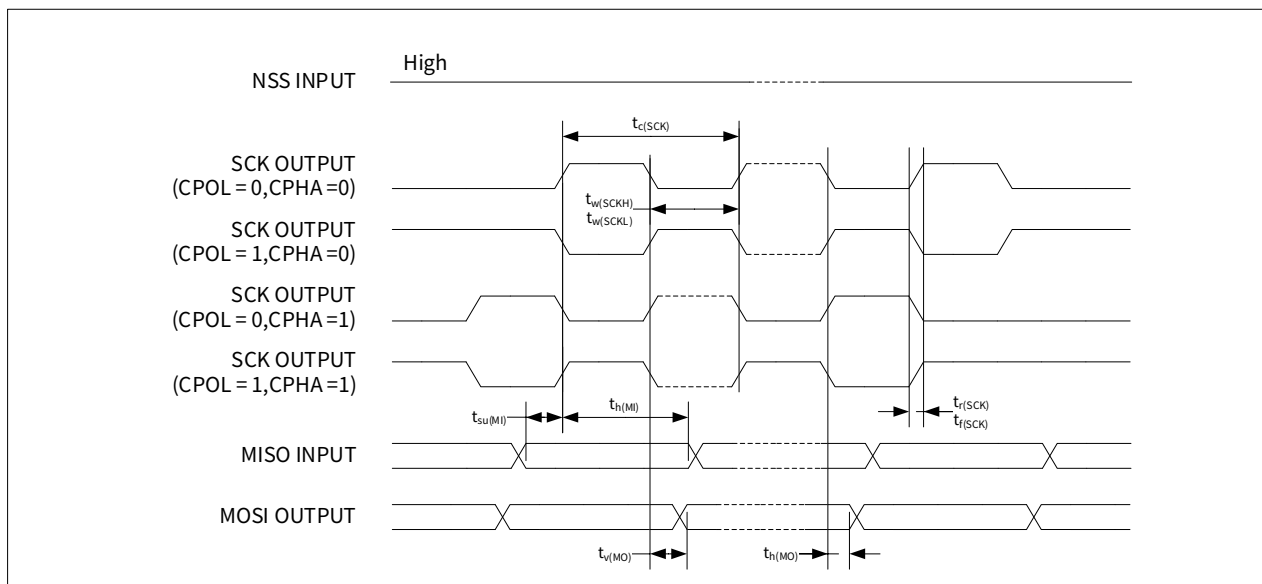 High
NSS INPUT
tc(SCK)
SCK OUTPUT
(CPOL = 0,CPHA =0)
tw(SCKH)
tw(SCKL)
SCK OUTPUT
(CPOL = 1,CPHA =0)
SCK OUTPUT
(CPOL = 0,CPHA =1)
SCK OUTPUT
(CPOL = 1,CPHA =1)
tsu(MI)
th(MI)
tr(SCK)
tf(SCK)
MISO INPUT
MOSI OUTPUT
tv(MO)
th(MO)